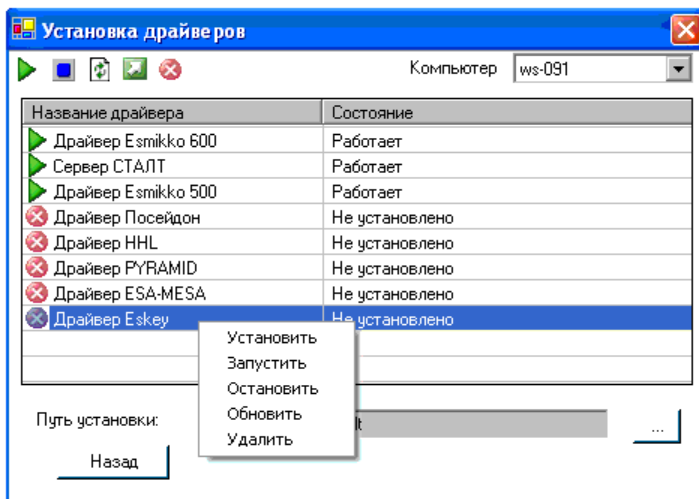 Установка драйверов
Компьютер ws-091
Название драйвера Состояние
Драйвер Esmikko 600 Работает
Сервер СТАЛТ Работает
Драйвер Esmikko 500 Работает
Драйвер Посейдон Не установлено
Драйвер HHL Не установлено
Драйвер PYRAMID Не установлено
Драйвер ESA-MESA Не установлено
Драйвер Eskey Не установлено
Установить
Запустить
Остановить
Обновить
Удалить
Путь установки: ...
Назад